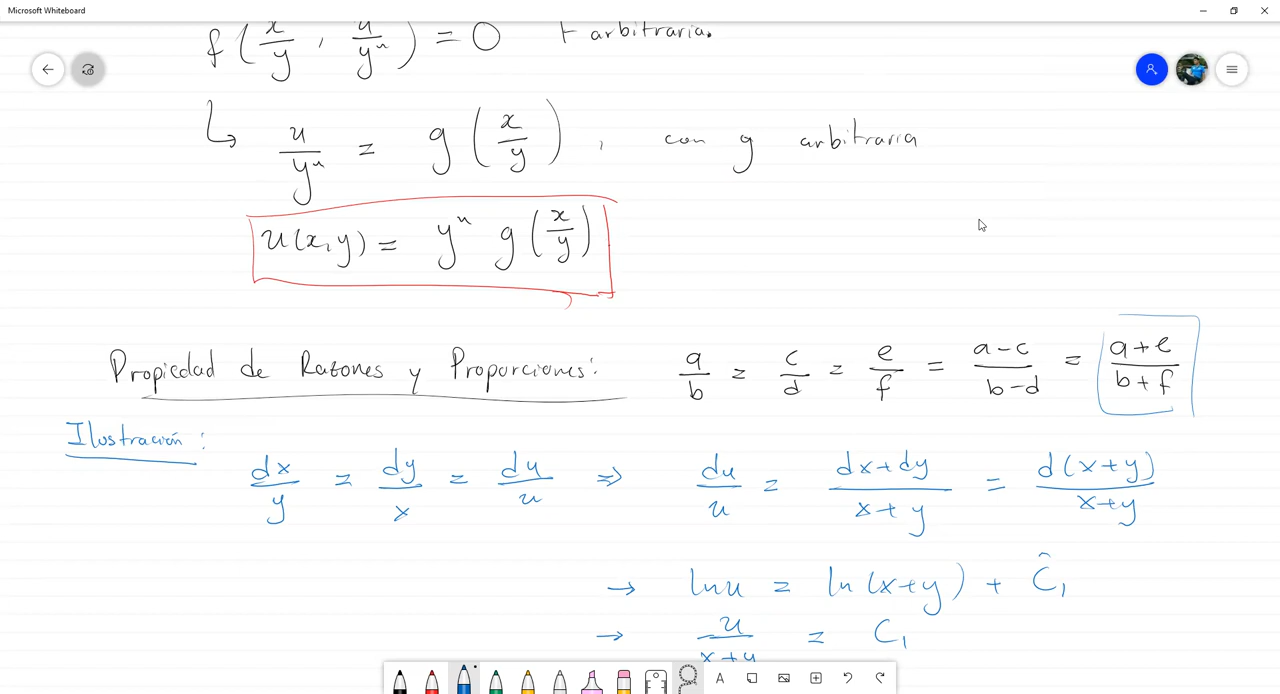 Microsoft Whiteboard
f(x/y, u/yⁿ) = 0 f arbitraria.
↳ u/yⁿ = g(x/y), con g arbitraria
u(x,y) = yⁿ g(x/y)
Propiedad de Razones y Proporciones: a/b = c/d = e/f = (a-c)/(b-d) = (a+e)/(b+f)
Ilustración:
dx/y = dy/x = du/u ⇒ du/u = (dx+dy)/(x+y) = d(x+y)/(x+y)
→ ln u = ln(x+y) + Ĉ₁
→ u/(x+y) = C₁
A